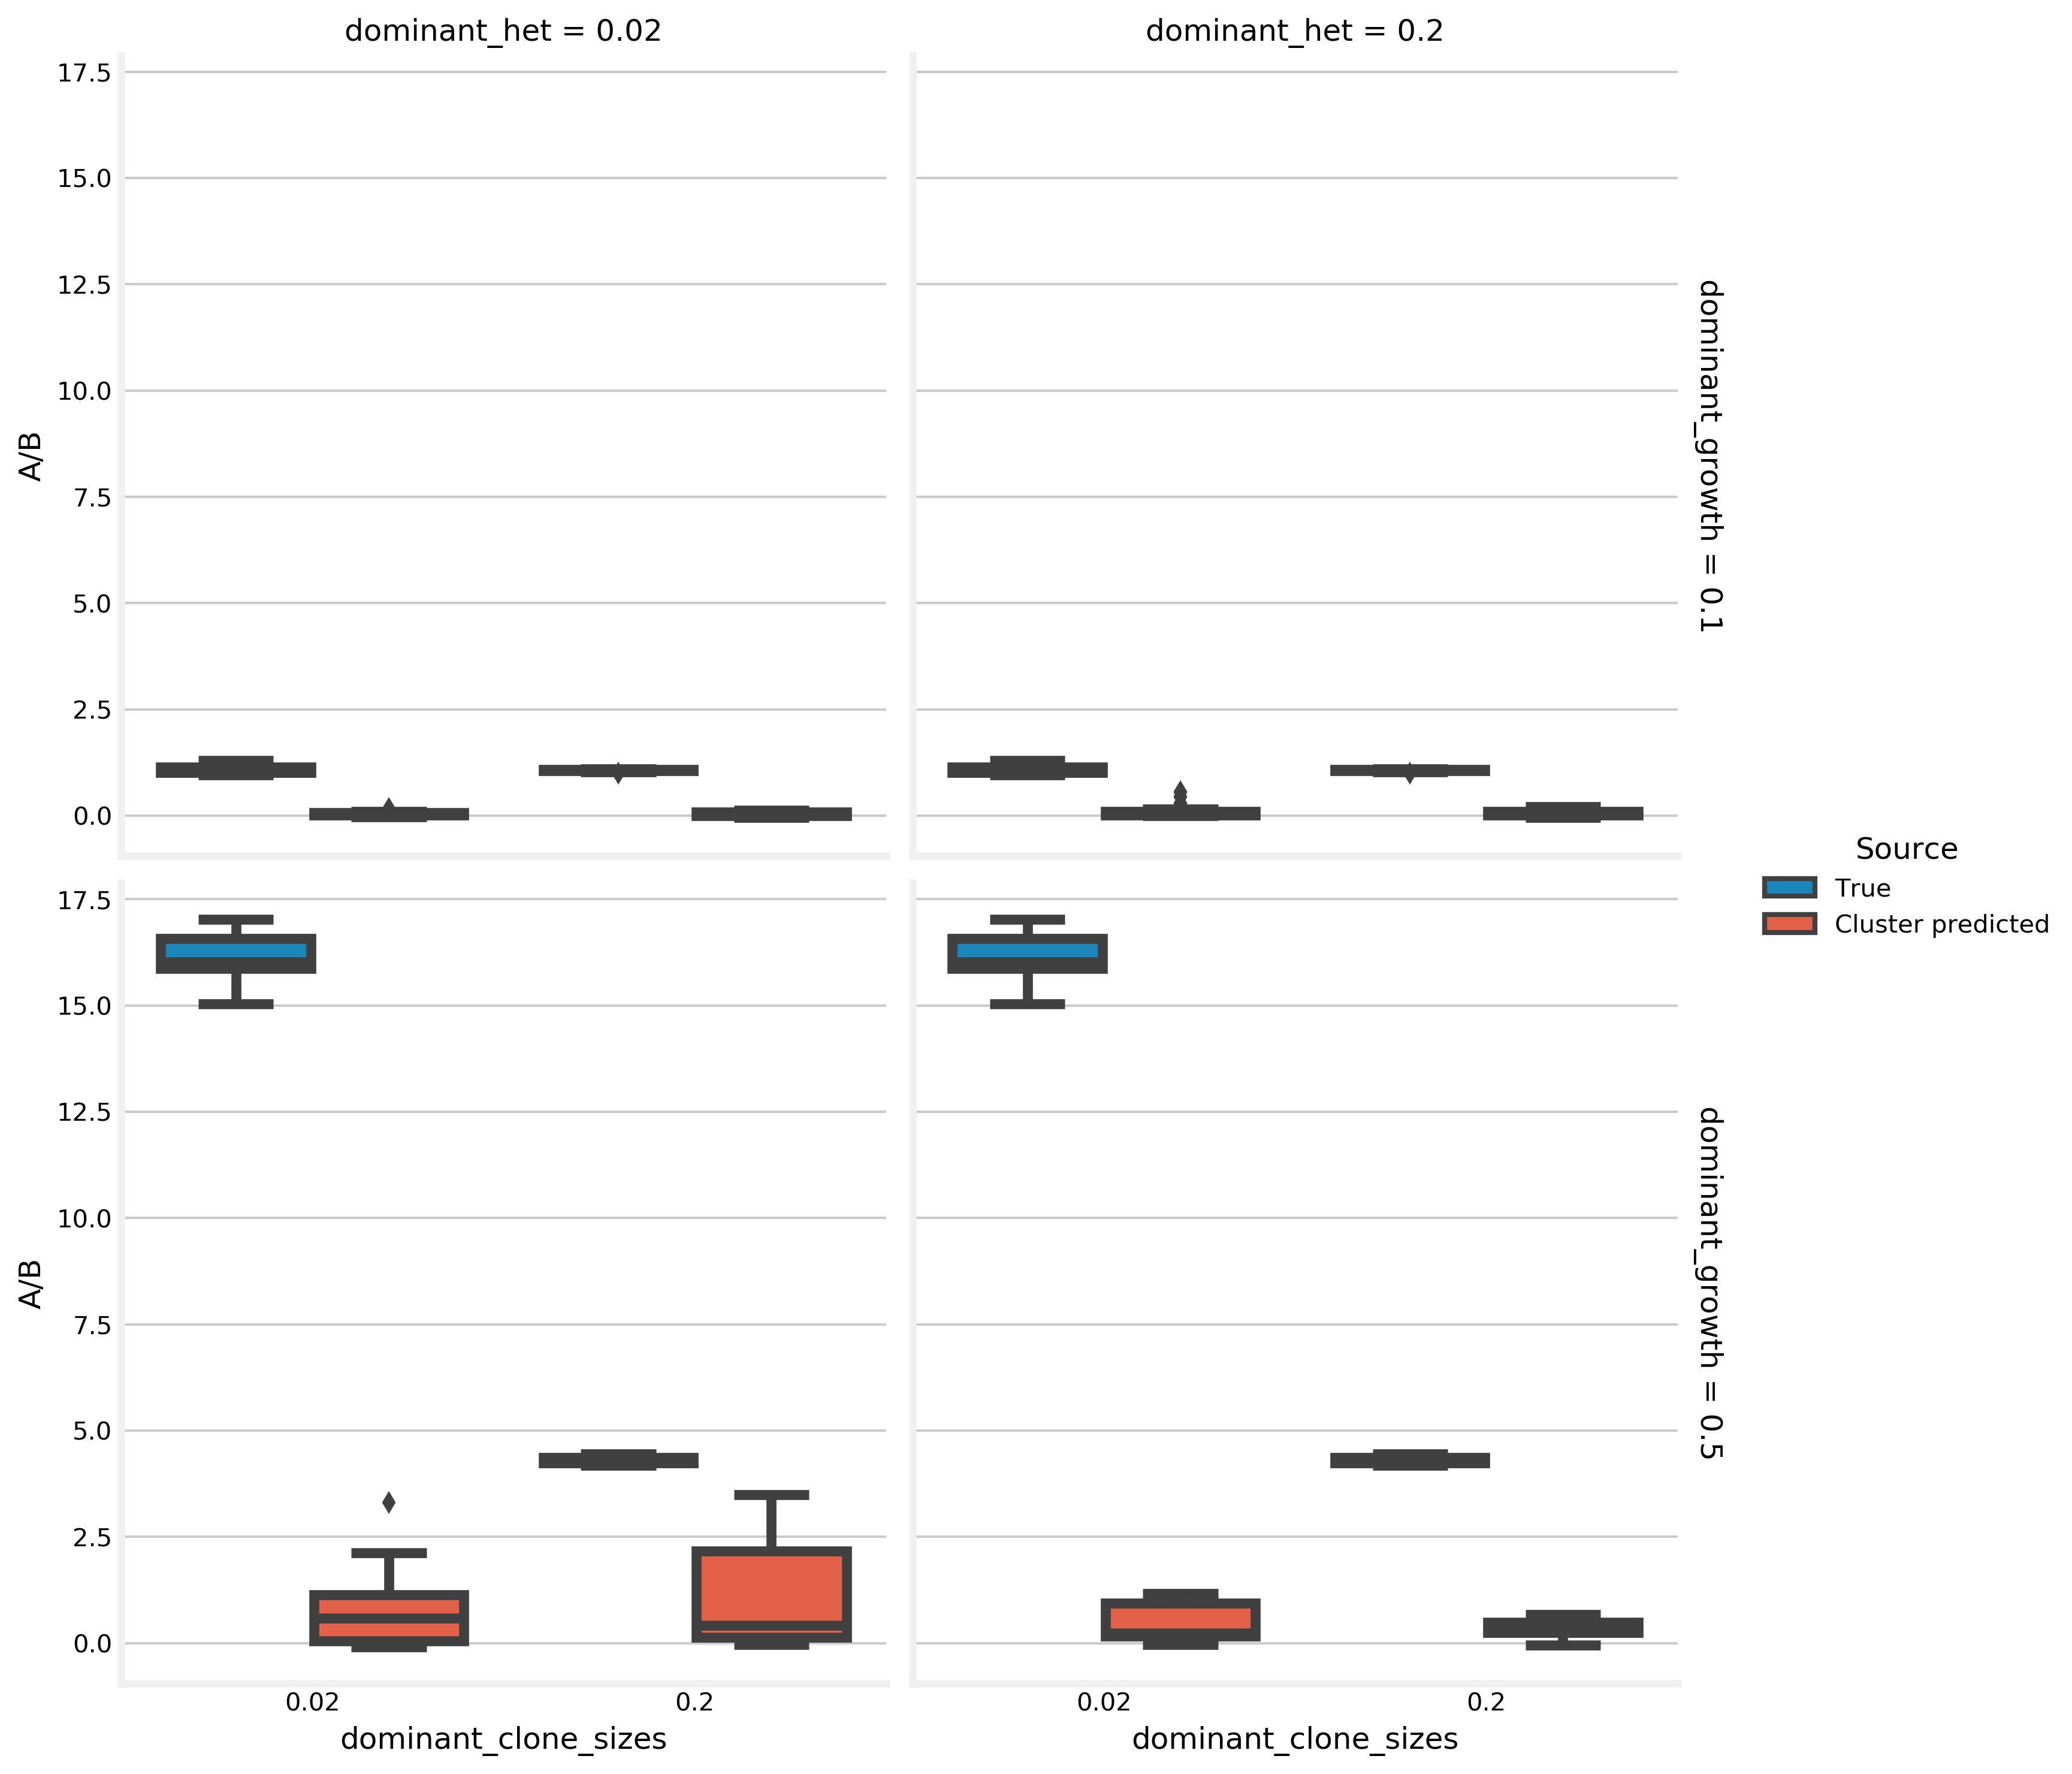 dominant_het = 0.02
dominant_het = 0.2
17.5
15.0
12.5
10.0
7.5
5.0
2.5
0.0
A/B
dominant_growth = 0.1
Source
True
Cluster predicted
17.5
15.0
12.5
10.0
7.5
5.0
2.5
0.0
A/B
dominant_growth = 0.5
0.02
0.2
0.02
0.2
dominant_clone_sizes
dominant_clone_sizes